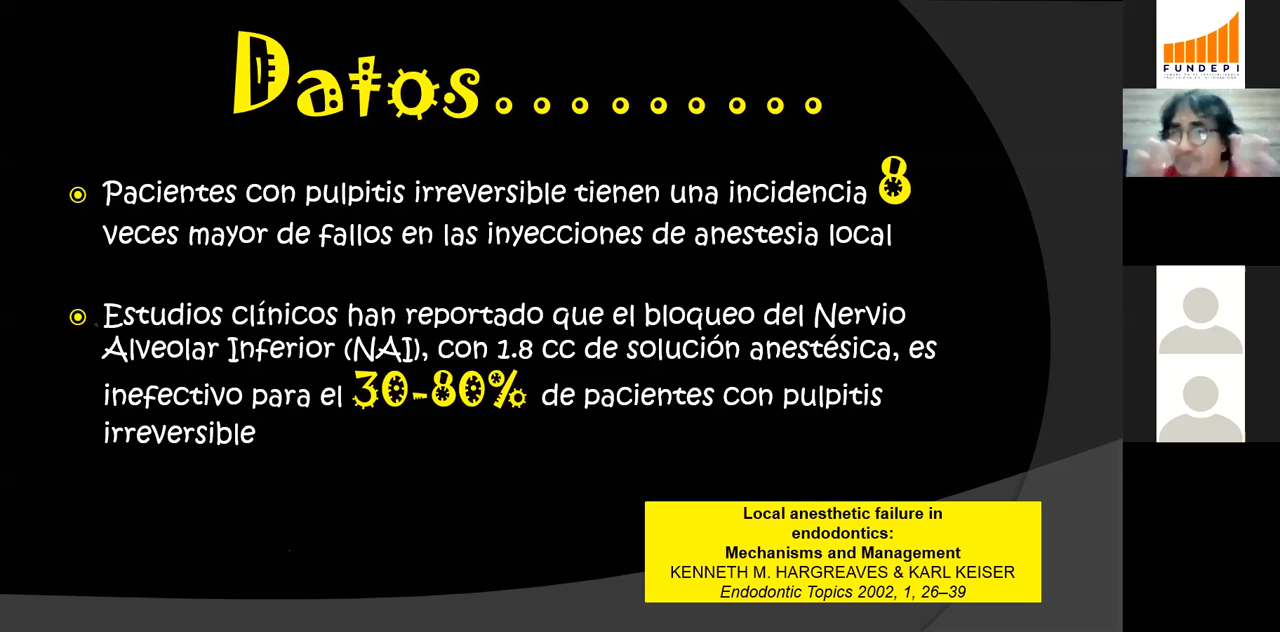 Datos.........
Pacientes con pulpitis irreversible tienen una incidencia 8
veces mayor de fallos en las inyecciones de anestesia local
Estudios clínicos han reportado que el bloqueo del Nervio
Alveolar Inferior (NAI), con 1.8 cc de solución anestésica, es
inefectivo para el 30-80% de pacientes con pulpitis
irreversible
Local anesthetic failure in
endodontics:
Mechanisms and Management
KENNETH M. HARGREAVES & KARL KEISER
Endodontic Topics 2002, 1, 26–39
FUNDEPI